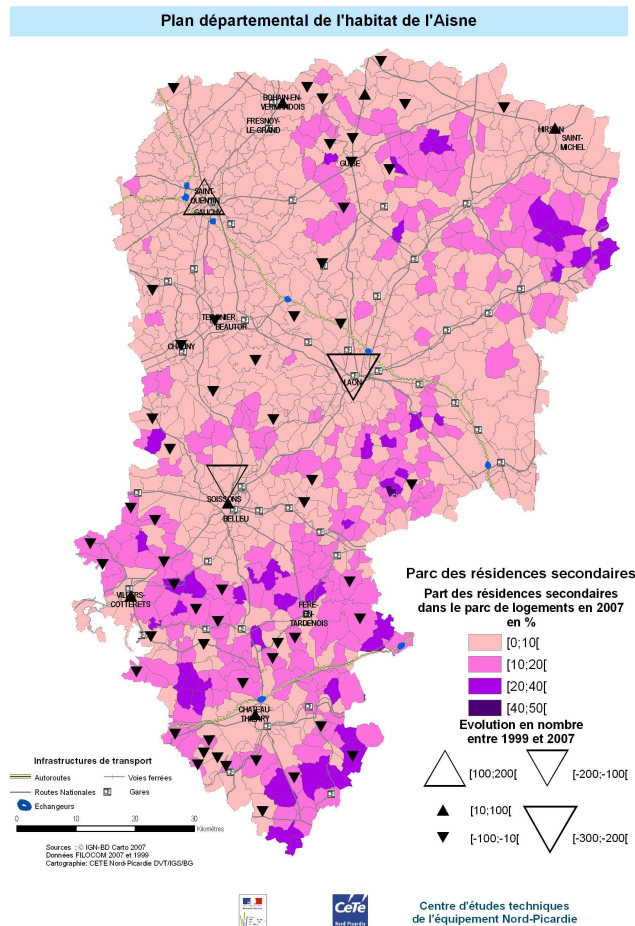 Plan départemental de l'habitat de l'Aisne
BOHAIN-EN-
VERMANDOIS
FRESNOY-
LE-GRAND
HIRSON
SAINT-
MICHEL
GUISE
SAINT-
QUENTIN
GAUCHY
TERGNIER
BEAUTOR
CHAUNY
LAON
SOISSONS
BELLEU
VILLERS-
COTTERETS
FERE-
EN-
TARDENOIS
CHATEAU-
THIERRY
Parc des résidences secondaires
Part des résidences secondaires
dans le parc de logements en 2007
en %
[0;10[
[10;20[
[20;40[
[40;50[
Evolution en nombre
entre 1999 et 2007
[100;200[
[-200;-100[
[10;100[
[-100;-10[
[-300;-200[
Infrastructures de transport
Autoroutes
Voies ferrées
Routes Nationales
Gares
Echangeurs
0 10 20 30
Kilomètres
Sources : © IGN-BD Carto 2007
Données FILOCOM 2007 et 1999
Cartographie: CETE Nord-Picardie DVT/IGS/BG
CéTé
Nord Picardie
Centre d'études techniques
de l'équipement Nord-Picardie